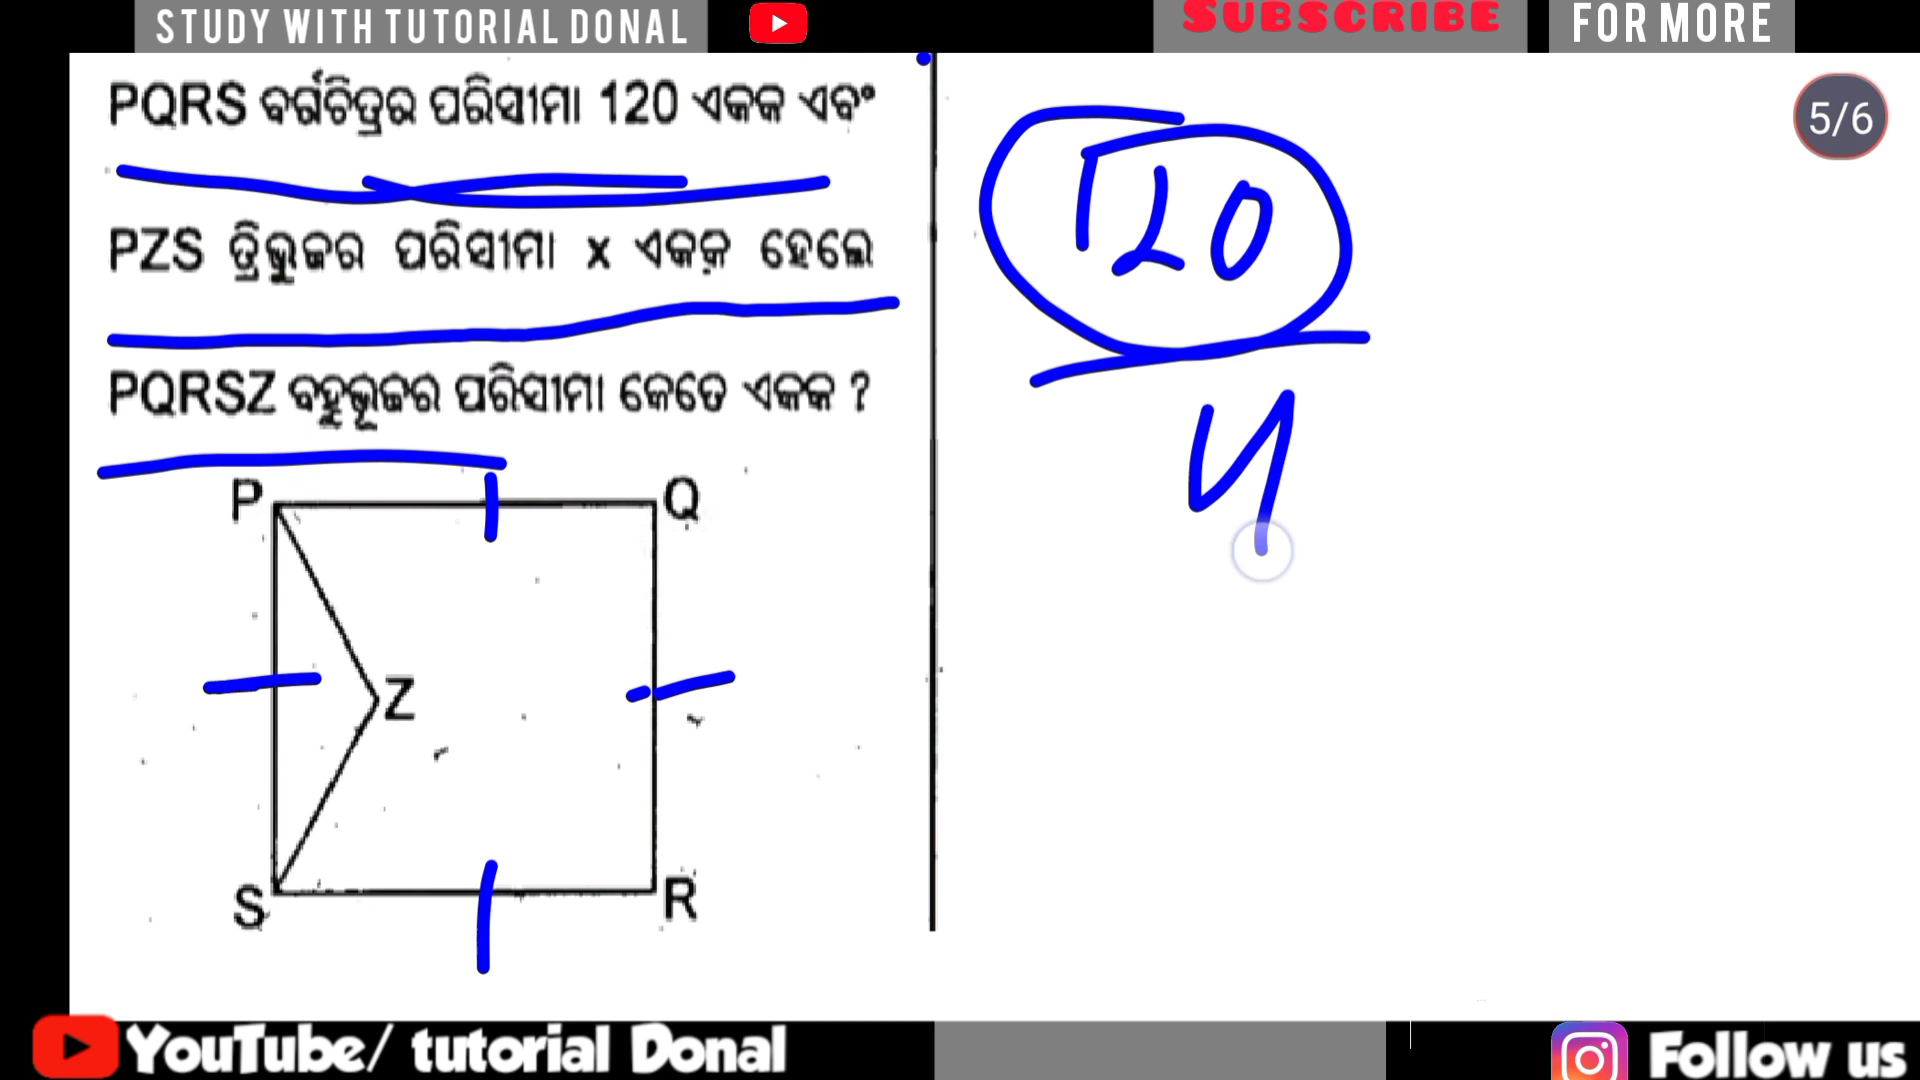 STUDY WITH TUTORIAL DONAL
SUBSCRIBE
FOR MORE
5/6
PQRS ବର୍ଗଚିତ୍ରର ପରିସୀମା 120 ଏକକ ଏବଂ
PZS ତ୍ରିଭୁଜର ପରିସୀମା x ଏକକ ହେଲେ
PQRSZ ବହୁଭୂଜର ପରିସୀମା କେତେ ଏକକ ?
P
Q
Z
S
R
120
4
YouTube/ tutorial Donal
Follow us